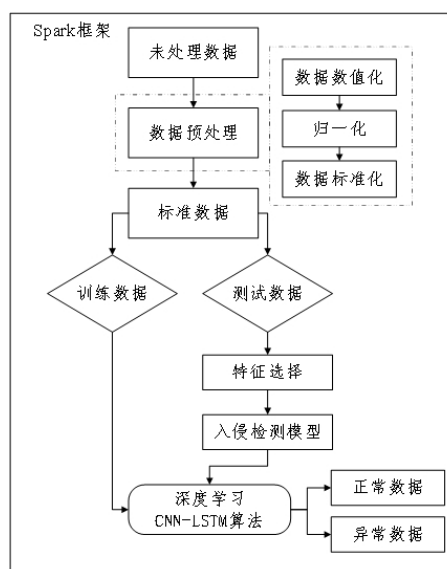 Spark框架
未处理数据
数据预处理
数据数值化
归一化
数据标准化
标准数据
训练数据
测试数据
特征选择
入侵检测模型
深度学习
CNN-LSTM算法
正常数据
异常数据